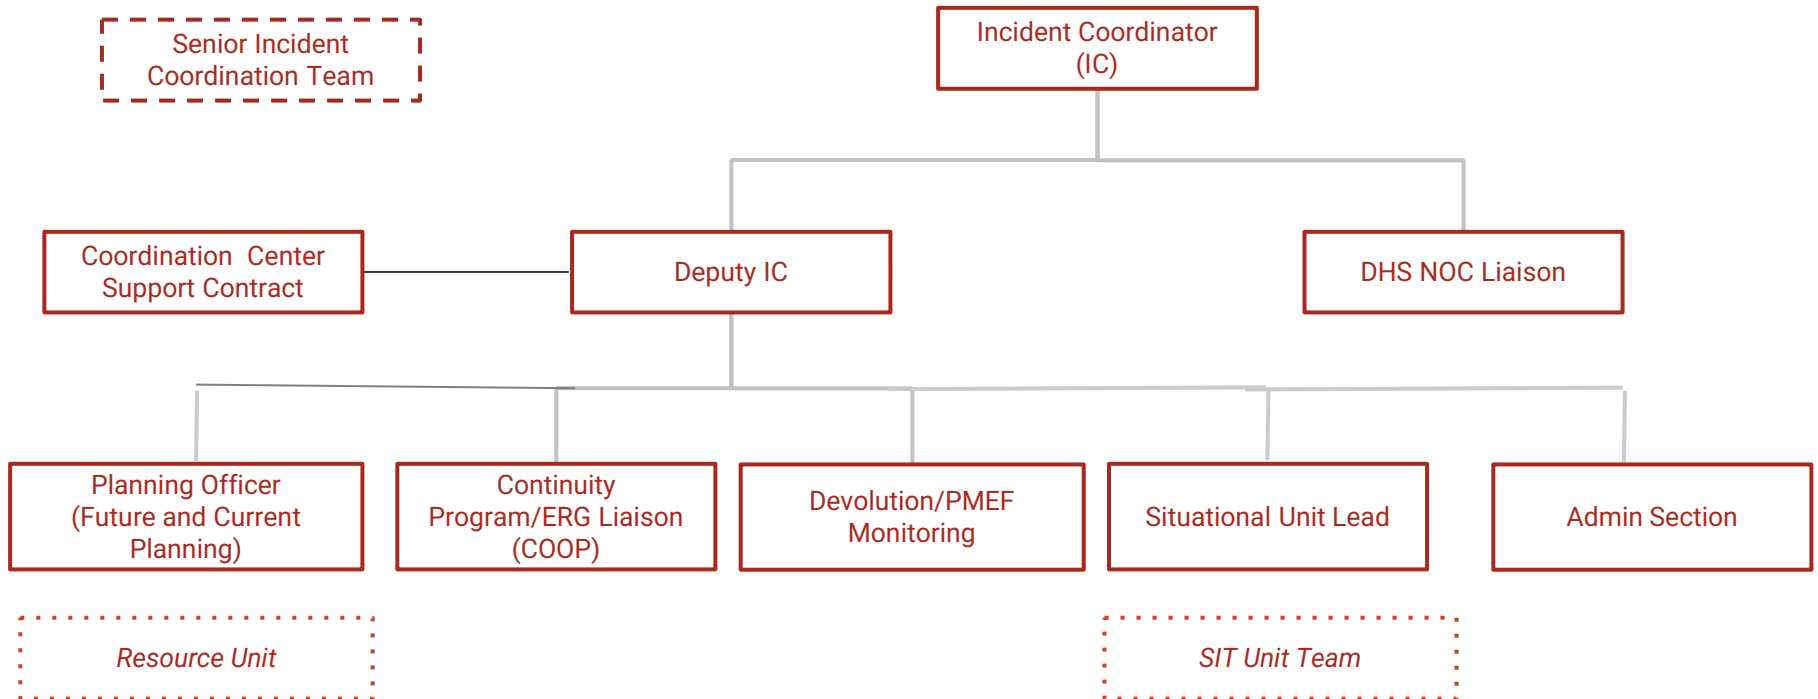 Senior Incident
Coordination Team
Incident Coordinator
(IC)
Coordination Center
Support Contract
Deputy IC
DHS NOC Liaison
Planning Officer
(Future and Current
Planning)
Continuity
Program/ERG Liaison
(COOP)
Devolution/PMEF
Monitoring
Situational Unit Lead
Admin Section
Resource Unit
SIT Unit Team